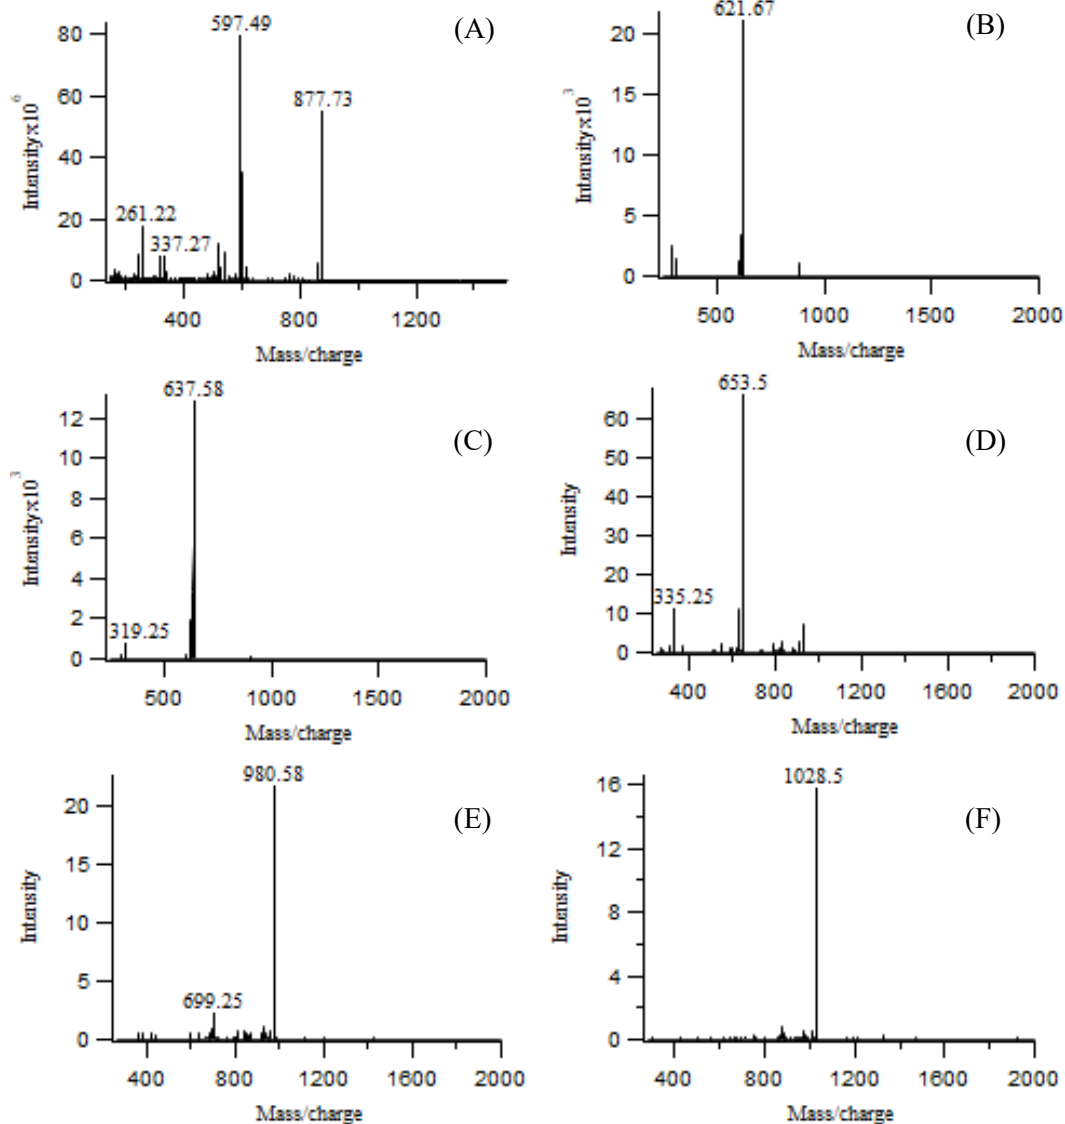 (A)
597.49
877.73
261.22
337.27
80
60
40
20
0
Intensity x10^6
400 800 1200
Mass/charge
(B)
621.67
20
15
10
5
0
Intensity x10^3
500 1000 1500 2000
Mass/charge
(C)
637.58
319.25
12
10
8
6
4
2
0
Intensity x10^3
500 1000 1500 2000
Mass/charge
(D)
653.5
335.25
60
50
40
30
20
10
0
Intensity
400 800 1200 1600 2000
Mass/charge
(E)
980.58
699.25
20
15
10
5
0
Intensity
400 800 1200 1600 2000
Mass/charge
(F)
1028.5
16
12
8
4
0
Intensity
400 800 1200 1600 2000
Mass/charge